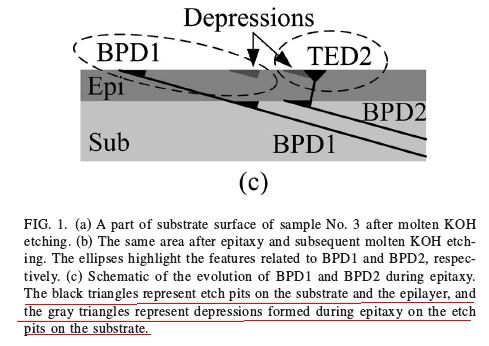 Depressions
BPD1
TED2
Epi
BPD2
Sub
BPD1
(c)
FIG. 1. (a) A part of substrate surface of sample No. 3 after molten KOH
etching. (b) The same area after epitaxy and subsequent molten KOH etch-
ing. The ellipses highlight the features related to BPD1 and BPD2, respec-
tively. (c) Schematic of the evolution of BPD1 and BPD2 during epitaxy.
The black triangles represent etch pits on the substrate and the epilayer, and
the gray triangles represent depressions formed during epitaxy on the etch
pits on the substrate.